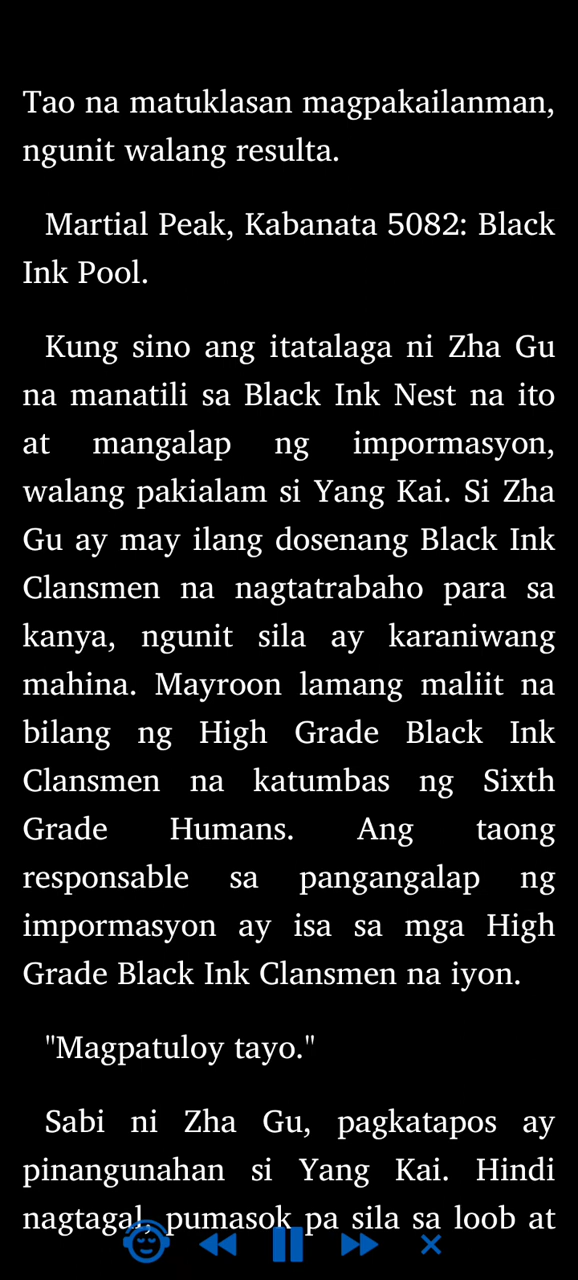 Tao na matuklasan magpakailanman,
ngunit walang resulta.
Martial Peak, Kabanata 5082: Black
Ink Pool.
Kung sino ang itatalaga ni Zha Gu
na manatili sa Black Ink Nest na ito
at mangalap ng impormasyon,
walang pakialam si Yang Kai. Si Zha
Gu ay may ilang dosenang Black Ink
Clansmen na nagtatrabaho para sa
kanya, ngunit sila ay karaniwang
mahina. Mayroon lamang maliit na
bilang ng High Grade Black Ink
Clansmen na katumbas ng Sixth
Grade Humans. Ang taong
responsable sa pangangalap ng
impormasyon ay isa sa mga High
Grade Black Ink Clansmen na iyon.
"Magpatuloy tayo."
Sabi ni Zha Gu, pagkatapos ay
pinangunahan si Yang Kai. Hindi
nagtagal, pumasok pa sila sa loob at